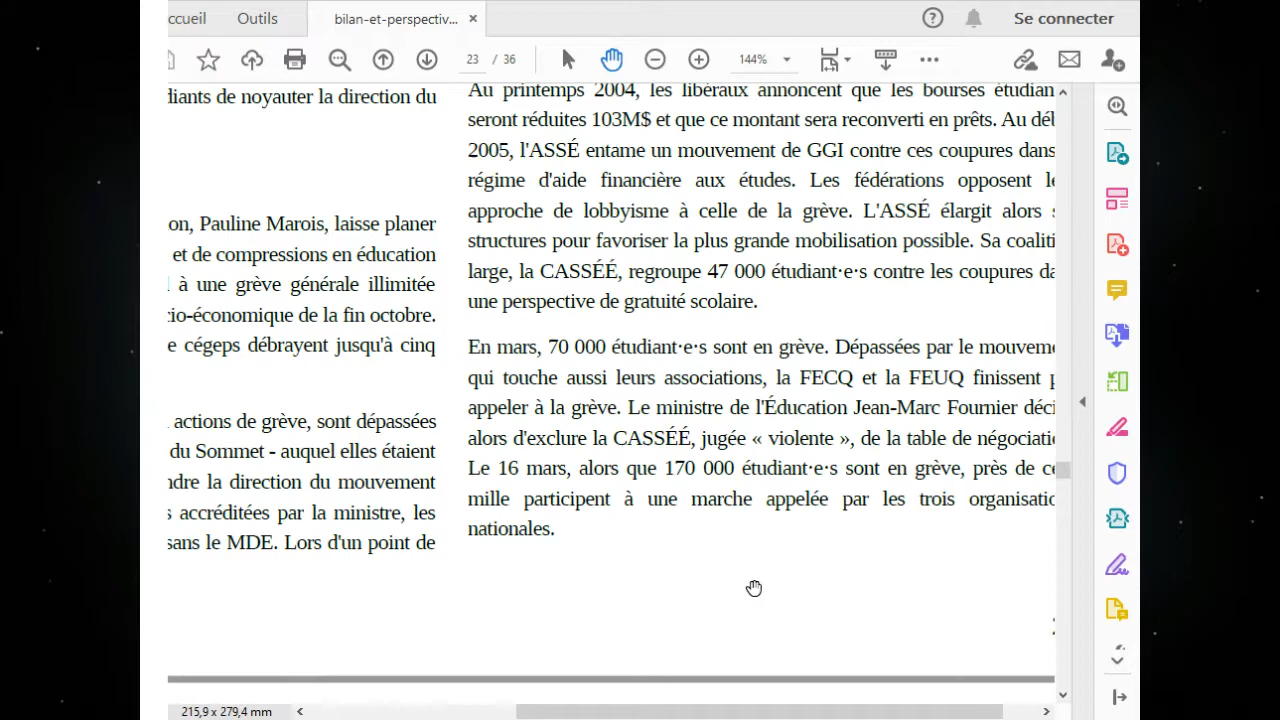 ccueil
Outils
bilan-et-perspectiv...
Se connecter
23 / 36
144%
diants de noyauter la direction du
on, Pauline Marois, laisse planer
et de compressions en éducation
à une grève générale illimitée
cio-économique de la fin octobre.
e cégeps débrayent jusqu'à cinq
actions de grève, sont dépassées
du Sommet - auquel elles étaient
ndre la direction du mouvement
s accréditées par la ministre, les
sans le MDE. Lors d'un point de
Au printemps 2004, les libéraux annoncent que les bourses étudian
seront réduites 103M$ et que ce montant sera reconverti en prêts. Au déb
2005, l'ASSÉ entame un mouvement de GGI contre ces coupures dans
régime d'aide financière aux études. Les fédérations opposent le
approche de lobbyisme à celle de la grève. L'ASSÉ élargit alors s
structures pour favoriser la plus grande mobilisation possible. Sa coaliti
large, la CASSÉÉ, regroupe 47 000 étudiant·e·s contre les coupures da
une perspective de gratuité scolaire.
En mars, 70 000 étudiant·e·s sont en grève. Dépassées par le mouveme
qui touche aussi leurs associations, la FECQ et la FEUQ finissent p
appeler à la grève. Le ministre de l'Éducation Jean-Marc Fournier déci
alors d'exclure la CASSÉÉ, jugée « violente », de la table de négociatio
Le 16 mars, alors que 170 000 étudiant·e·s sont en grève, près de ce
mille participent à une marche appelée par les trois organisatio
nationales.
215,9 x 279,4 mm